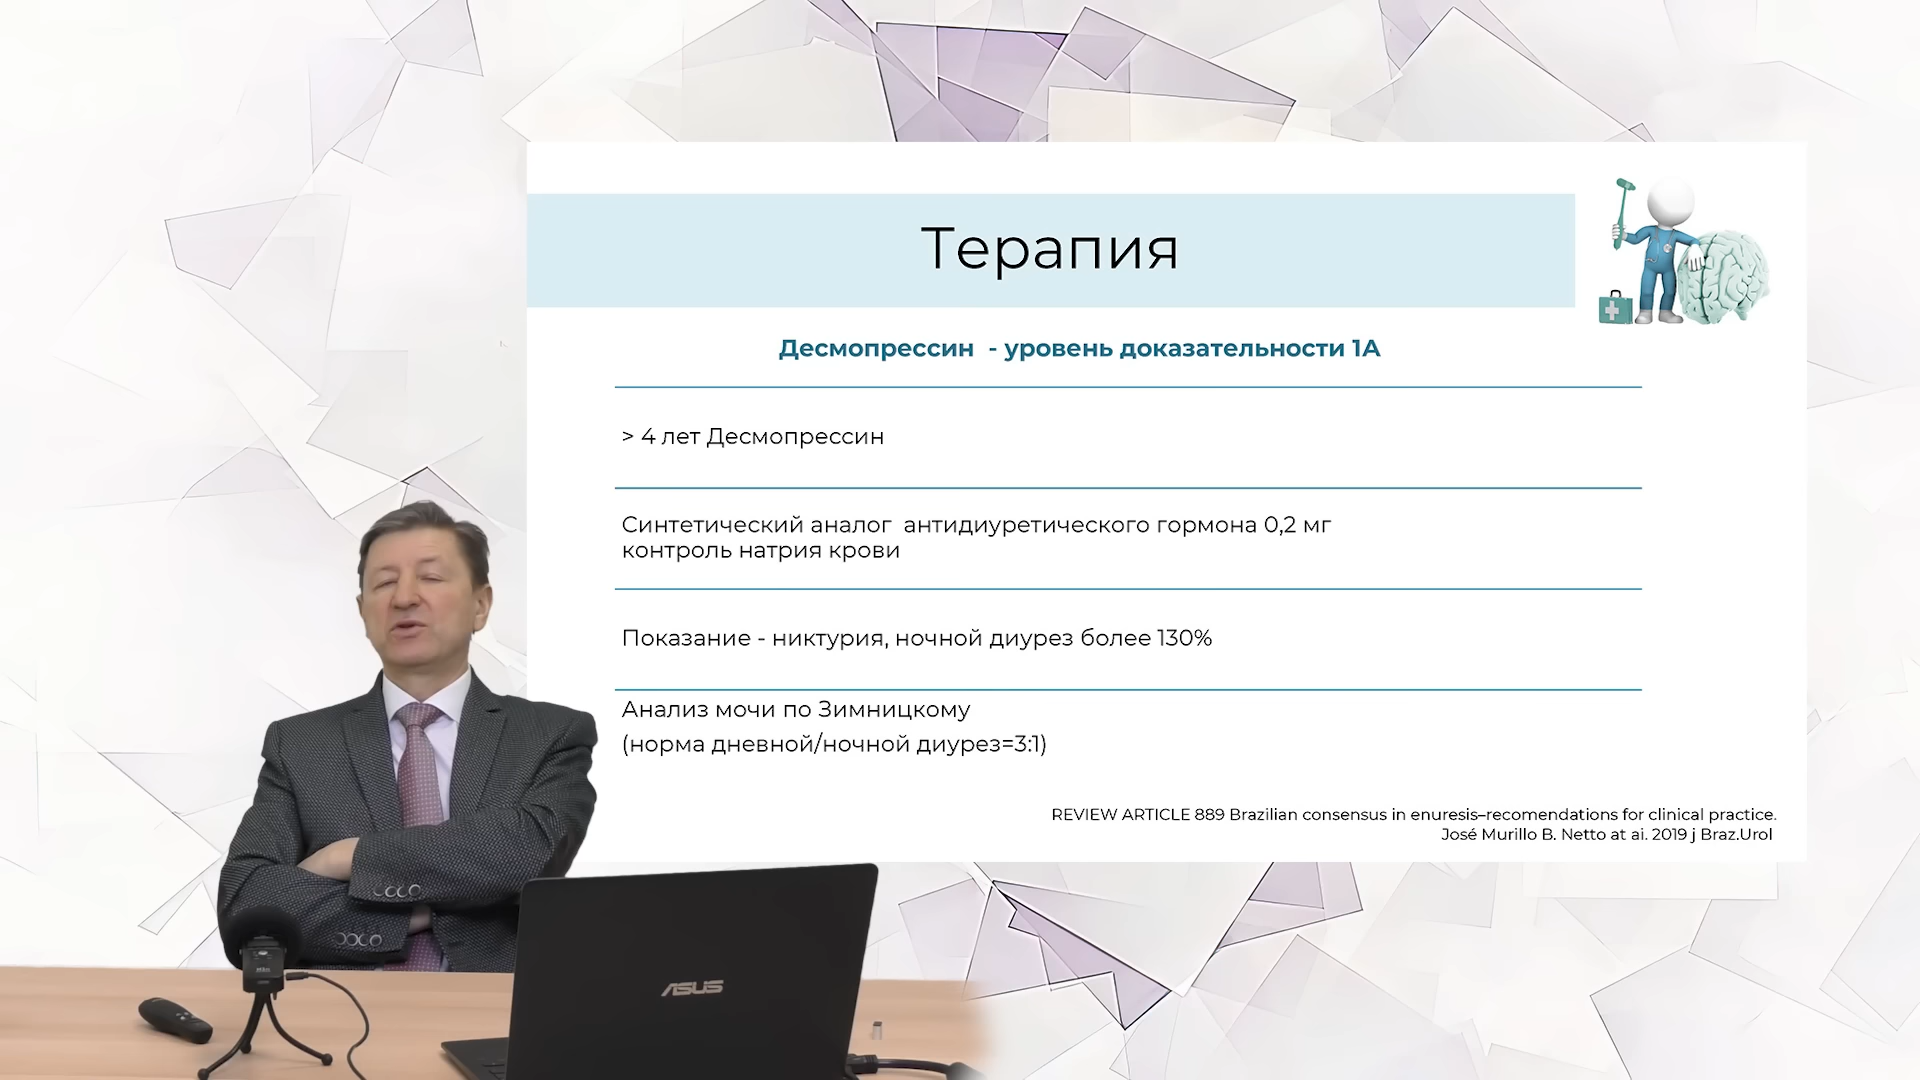 Терапия
Десмопрессин - уровень доказательности 1А
> 4 лет Десмопрессин
Синтетический аналог антидиуретического гормона 0,2 мг
контроль натрия крови
Показание - никтурия, ночной диурез более 130%
Анализ мочи по Зимницкому
(норма дневной/ночной диурез=3:1)
REVIEW ARTICLE 889 Brazilian consensus in enuresis–recomendations for clinical practice.
José Murillo B. Netto at ai. 2019 j Braz.Urol
ASUS